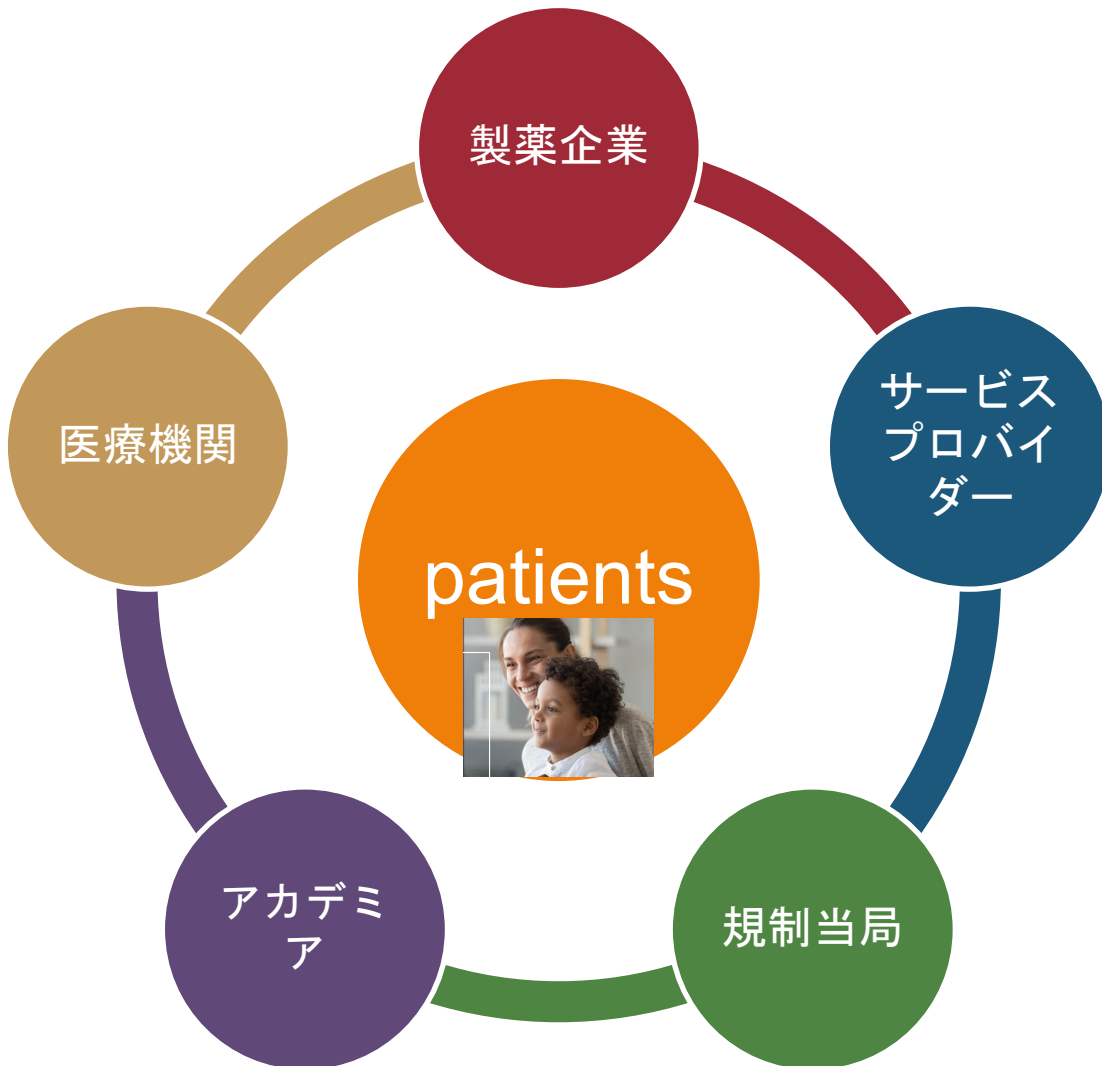 製薬企業
サービス
プロバイ
ダー
医療機関
patients
アカデミ
ア
規制当局